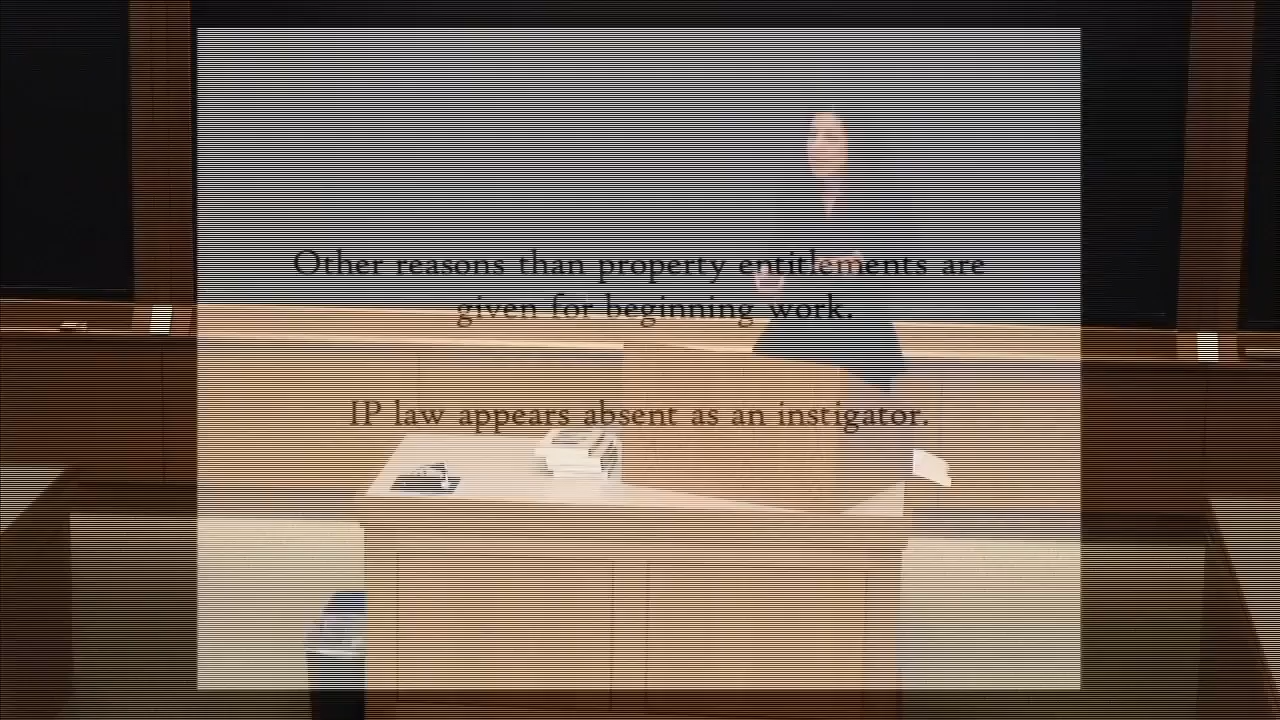 Other reasons than property entitlements are
given for beginning work.
IP law appears absent as an instigator.